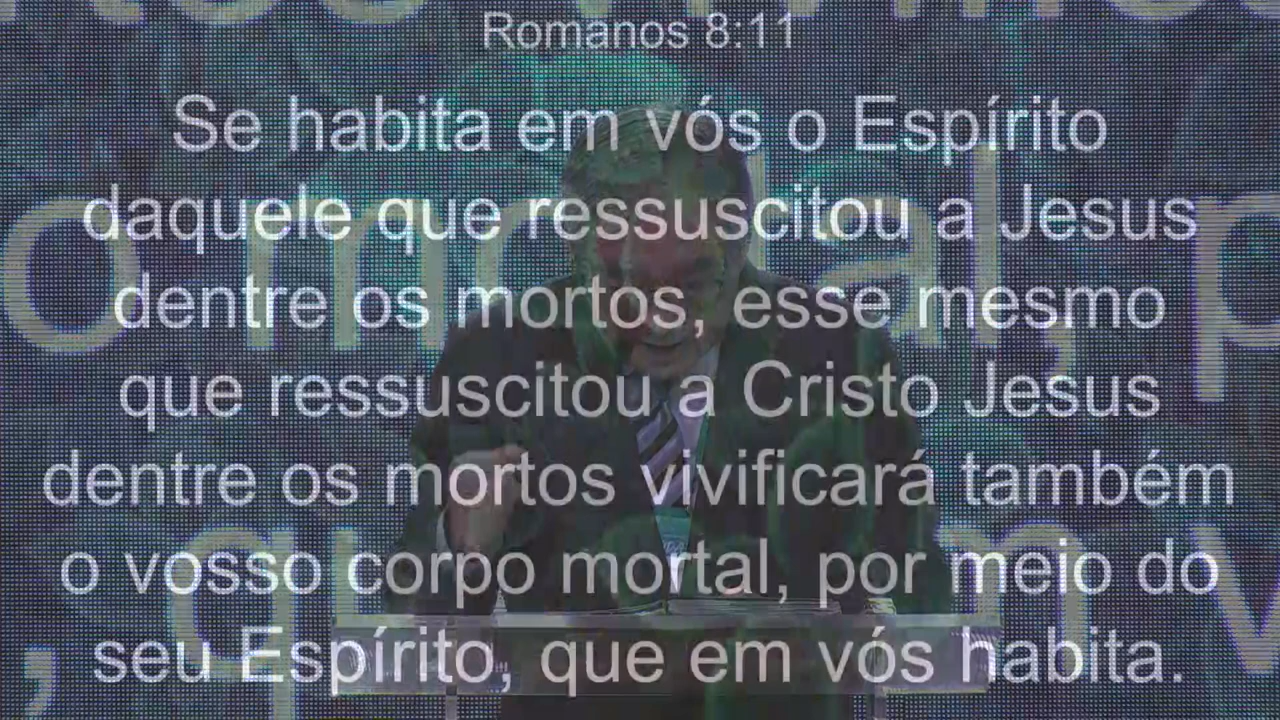 Romanos 8:11
Se habita em vós o Espírito
daquele que ressuscitou a Jesus
dentre os mortos, esse mesmo
que ressuscitou a Cristo Jesus
dentre os mortos vivificará também
o vosso corpo mortal, por meio do
seu Espírito, que em vós habita.